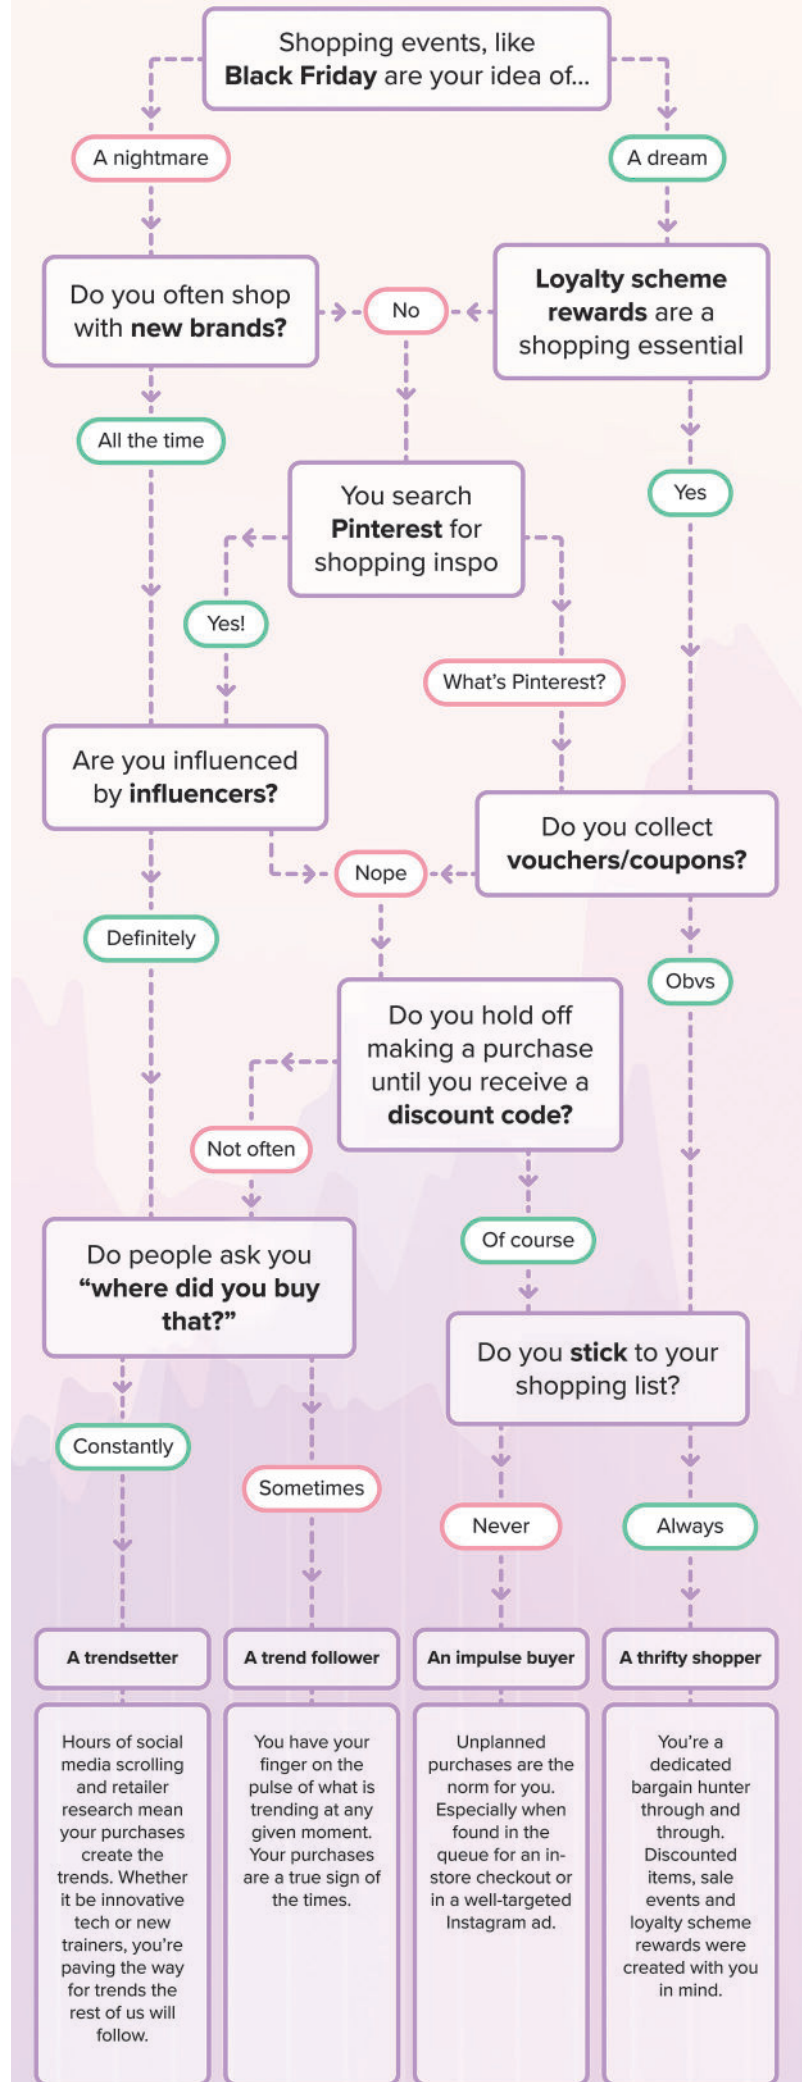 Shopping events, like
Black Friday are your idea of...
A nightmare
A dream
Do you often shop
with new brands?
No
Loyalty scheme
rewards are a
shopping essential
All the time
You search
Pinterest for
shopping inspo
Yes
Yes!
What's Pinterest?
Are you influenced
by influencers?
Do you collect
vouchers/coupons?
Nope
Definitely
Obvs
Do you hold off
making a purchase
until you receive a
discount code?
Not often
Of course
Do people ask you
“where did you buy
that?”
Do you stick to your
shopping list?
Constantly
Sometimes
Never
Always
A trendsetter
A trend follower
An impulse buyer
A thrifty shopper
Hours of social
media scrolling
and retailer
research mean
your purchases
create the
trends. Whether
it be innovative
tech or new
trainers, you're
paving the way
for trends the
rest of us will
follow.
You have your
finger on the
pulse of what is
trending at any
given moment.
Your purchases
are a true sign of
the times.
Unplanned
purchases are the
norm for you.
Especially when
found in the
queue for an in-
store checkout or
in a well-targeted
Instagram ad.
You're a
dedicated
bargain hunter
through and
through.
Discounted
items, sale
events and
loyalty scheme
rewards were
created with you
in mind.